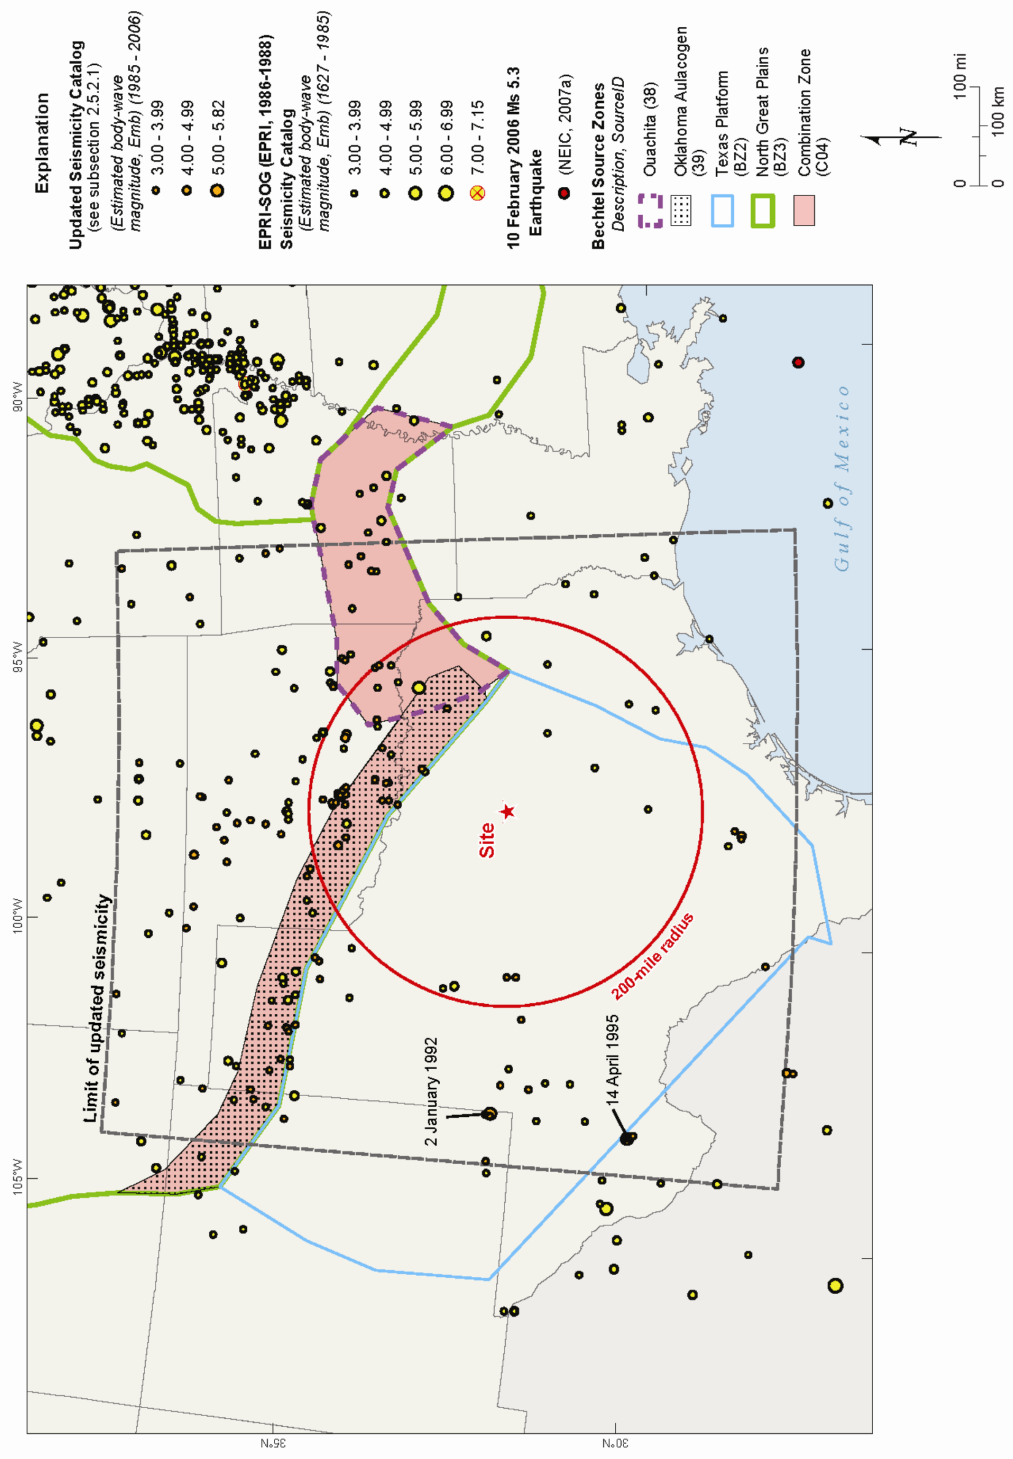 Explanation
Updated Seismicity Catalog
(see subsection 2.5.2.1)
(Estimated body-wave
magnitude, Emb) (1985 - 2006)
3.00 - 3.99
4.00 - 4.99
5.00 - 5.82
EPRI-SOG (EPRI, 1986-1988)
Seismicity Catalog
(Estimated body-wave
magnitude, Emb) (1627 - 1985)
3.00 - 3.99
4.00 - 4.99
5.00 - 5.99
6.00 - 6.99
7.00 - 7.15
10 February 2006 Ms 5.3
Earthquake
(NEIC, 2007a)
Bechtel Source Zones
Description, SourceID
Ouachita (38)
Oklahoma Aulacogen
(39)
Texas Platform
(BZ2)
North Great Plains
(BZ3)
Combination Zone
(C04)
N
0
100 mi
0
100 km
105°W
100°W
95°W
90°W
35°N
30°N
Limit of updated seismicity
Site
200-mile radius
2 January 1992
14 April 1995
Gulf of Mexico